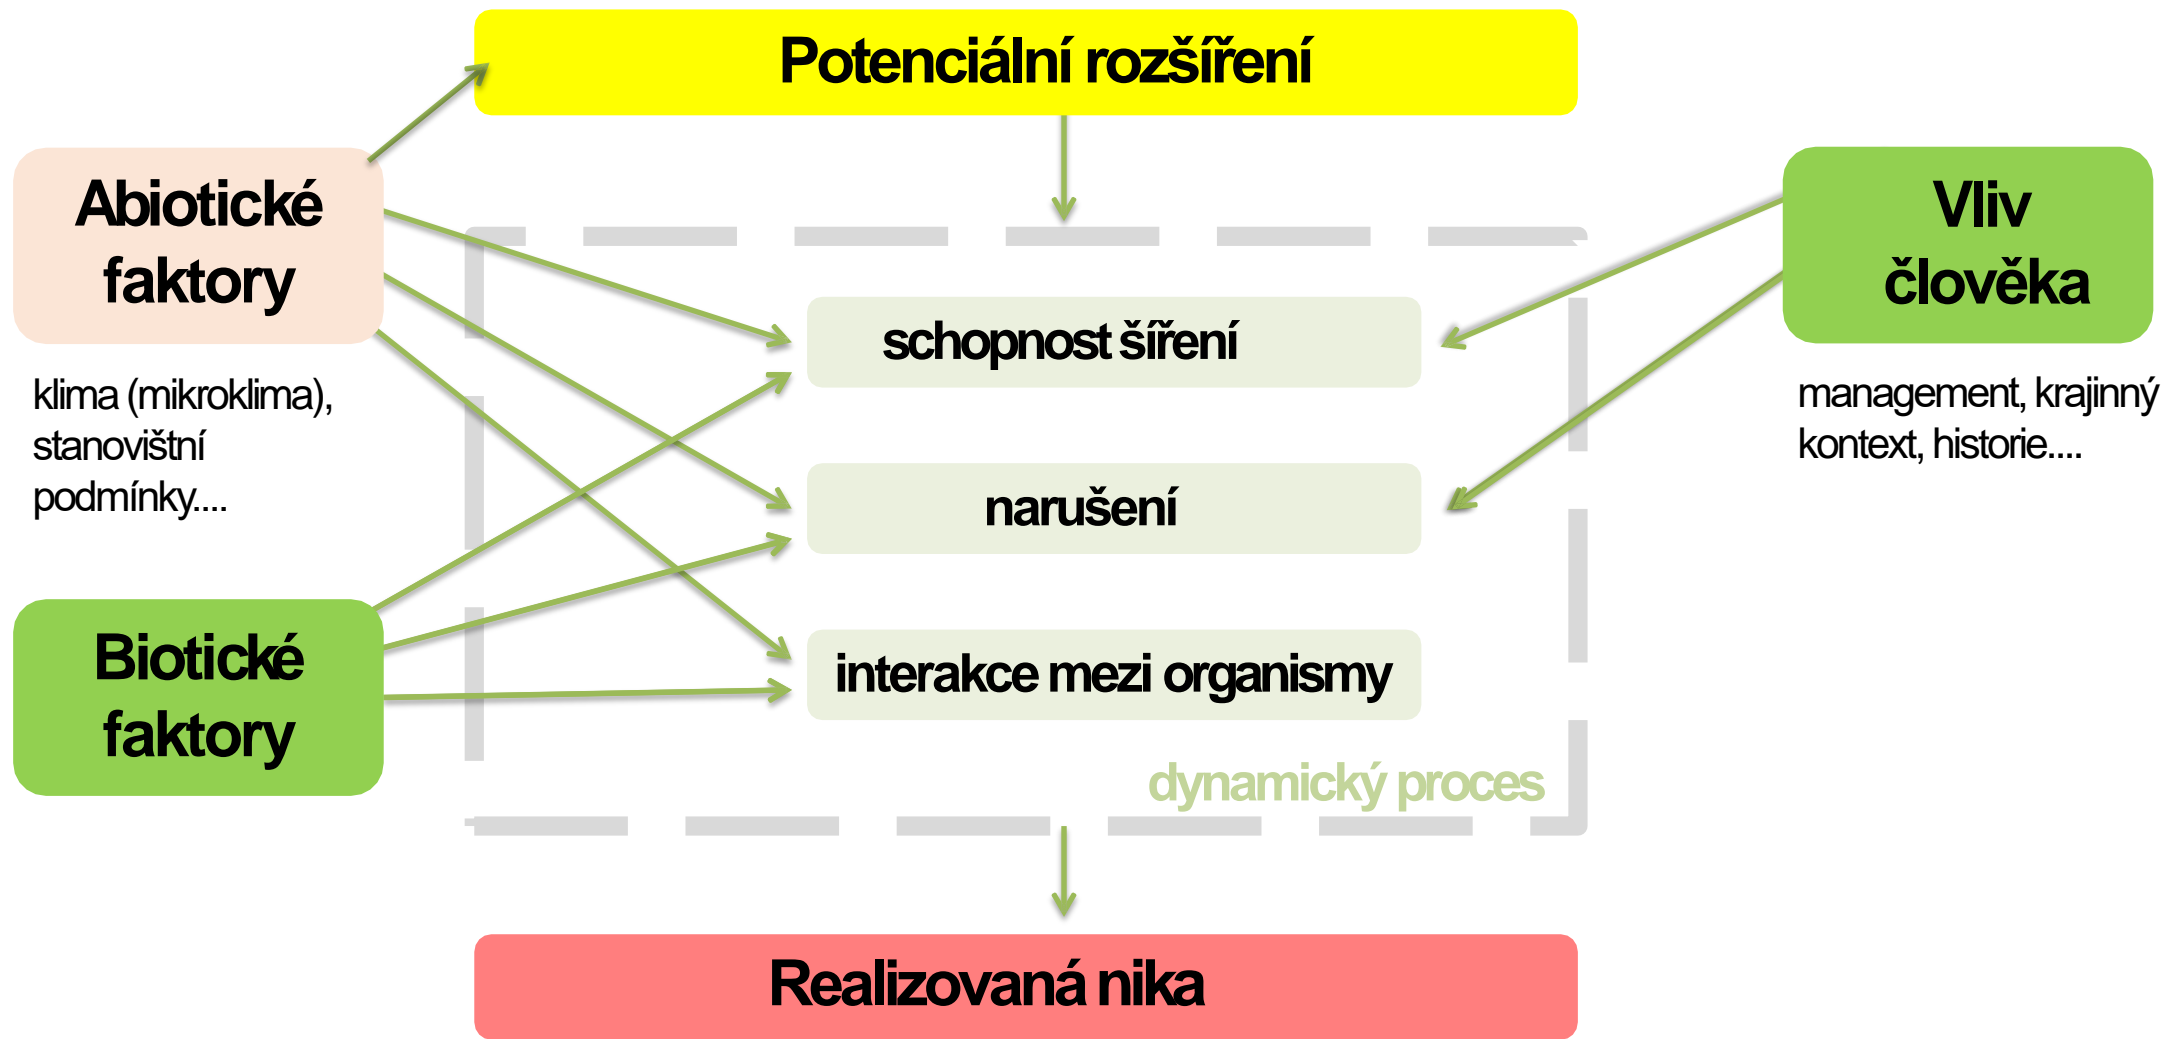 Potenciální rozšíření
Abiotické
faktory
klima (mikroklima),
stanovištní
podmínky....
Biotické
faktory
schopnost šíření
narušení
interakce mezi organismy
dynamický proces
Vliv
člověka
management, krajinný
kontext, historie....
Realizovaná nika